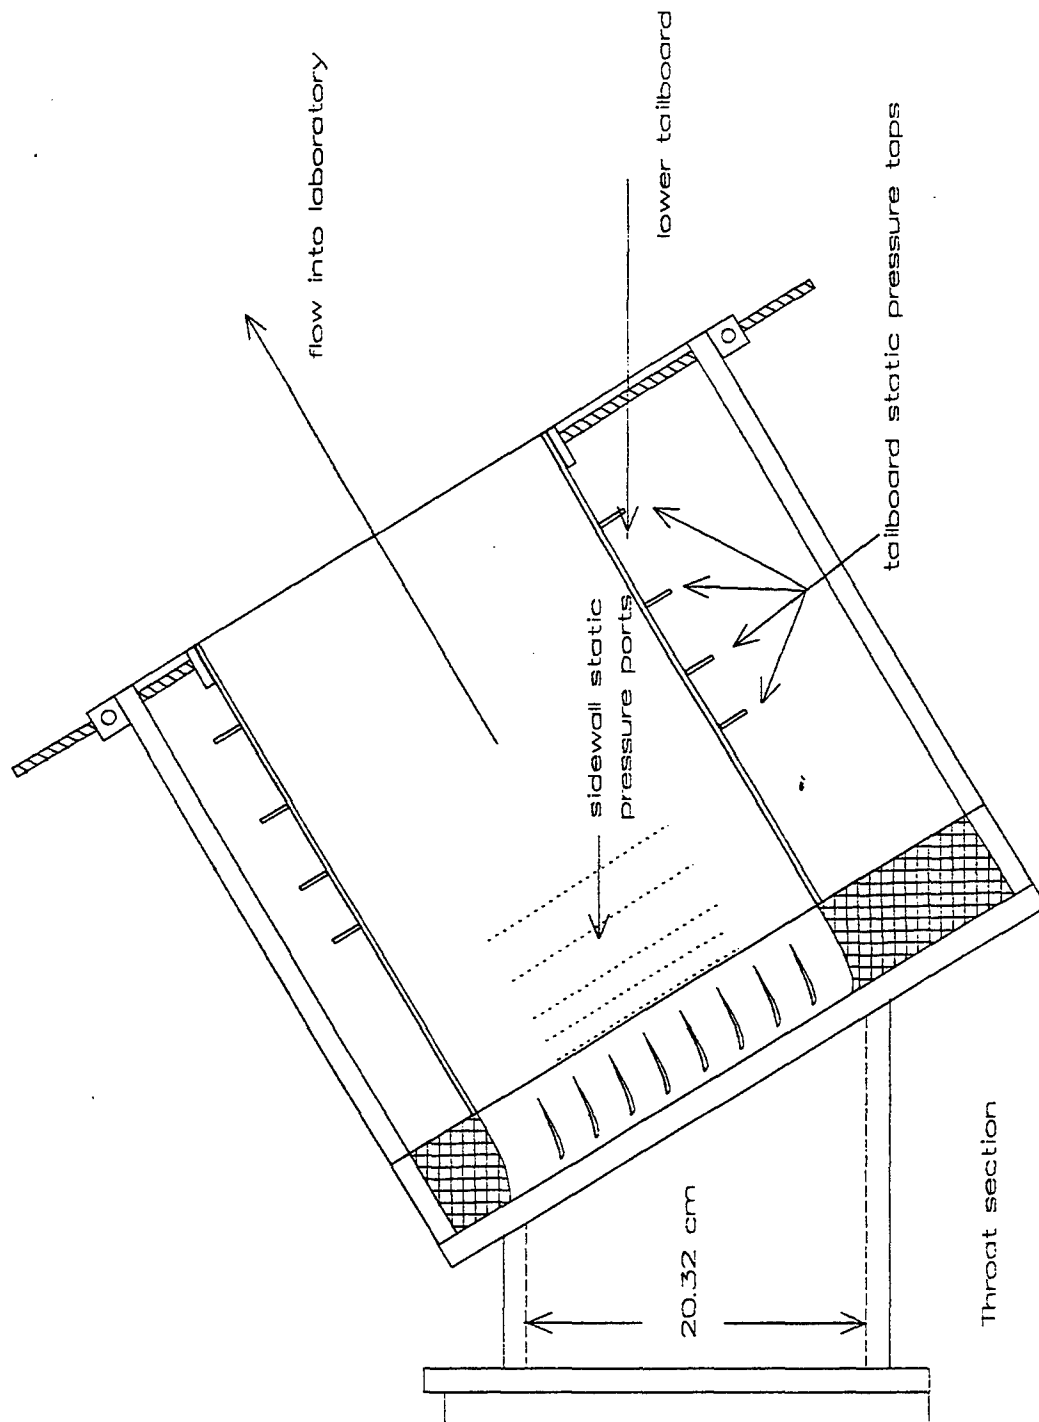 flow into laboratory
lower tailboard
sidewall static
pressure ports
tailboard static pressure taps
20.32 cm
Throat section